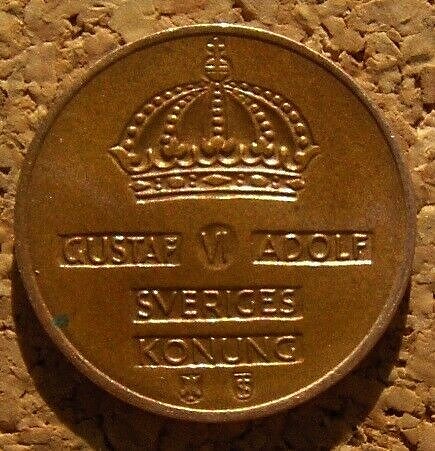 GUSTAF VI ADOLF
SVERIGES
KONUNG